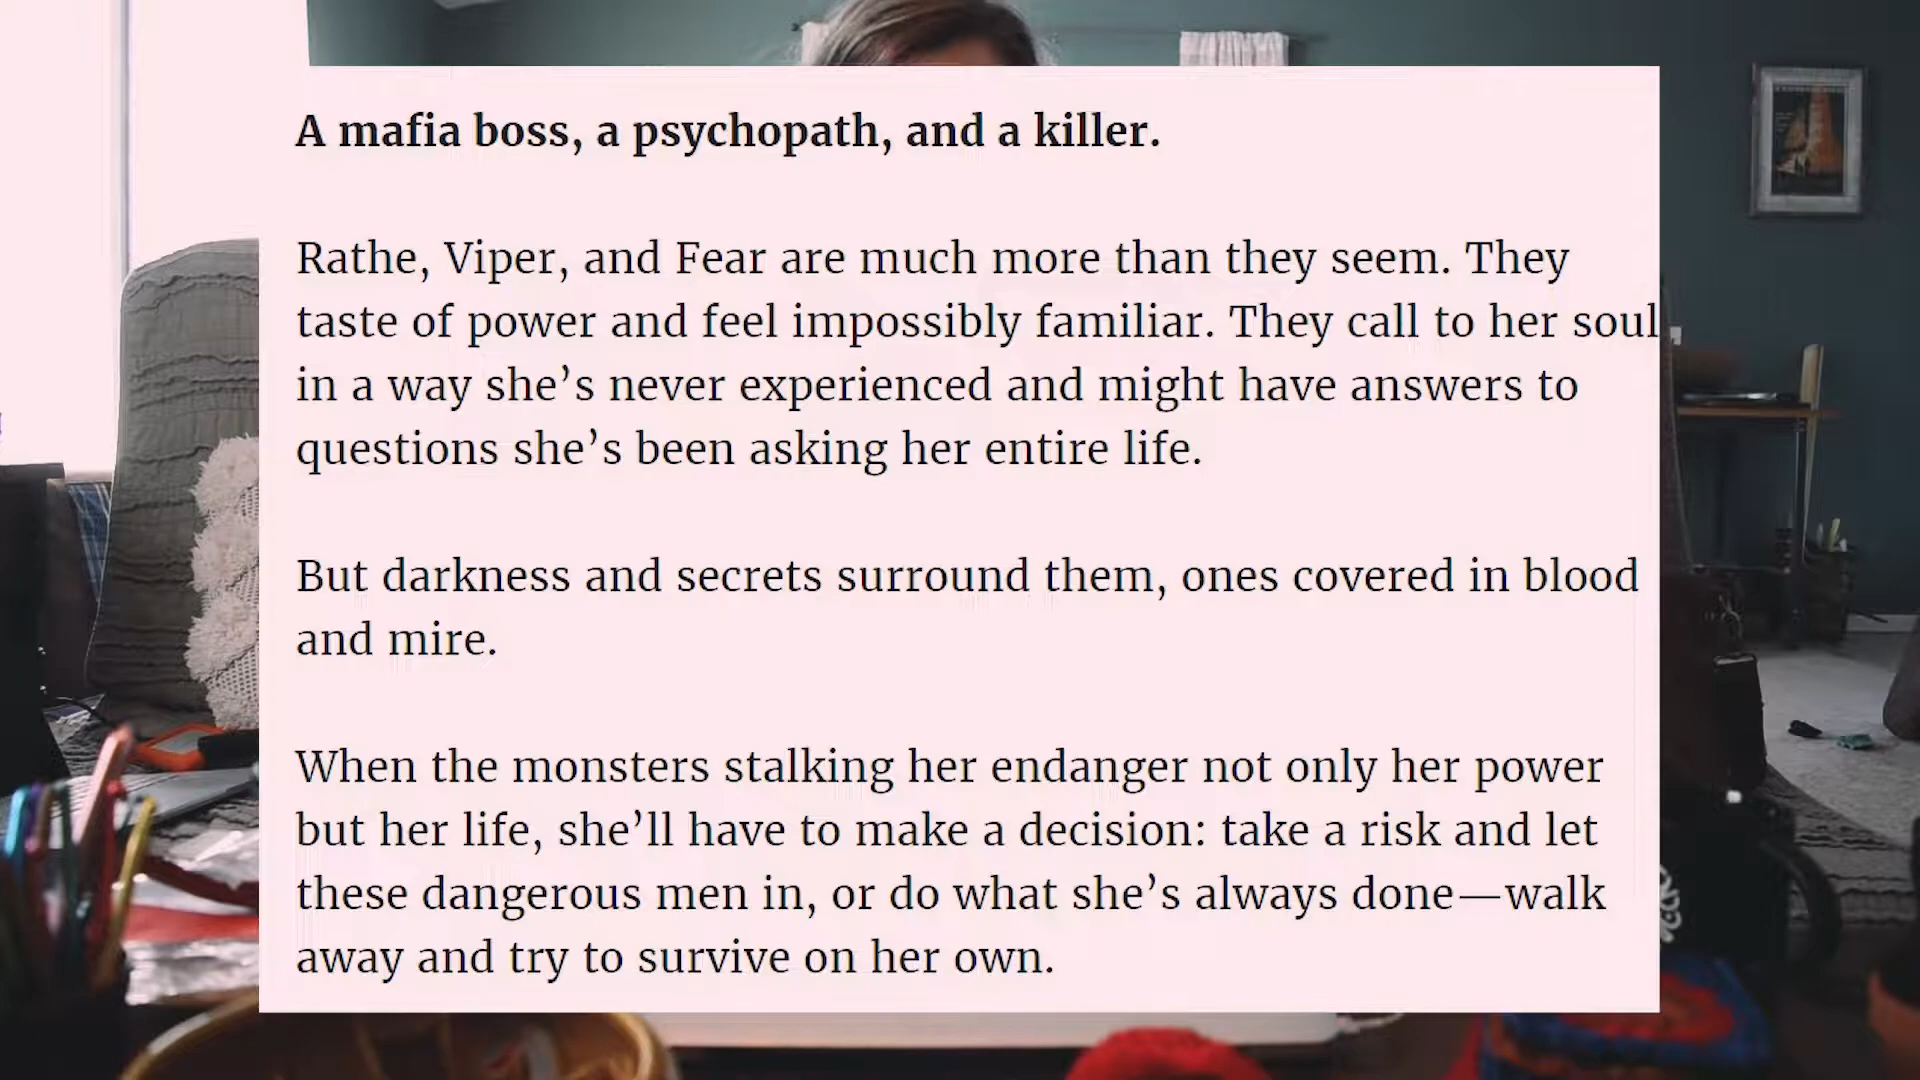 A mafia boss, a psychopath, and a killer.
Rathe, Viper, and Fear are much more than they seem. They
taste of power and feel impossibly familiar. They call to her soul
in a way she’s never experienced and might have answers to
questions she’s been asking her entire life.
But darkness and secrets surround them, ones covered in blood
and mire.
When the monsters stalking her endanger not only her power
but her life, she’ll have to make a decision: take a risk and let
these dangerous men in, or do what she’s always done—walk
away and try to survive on her own.